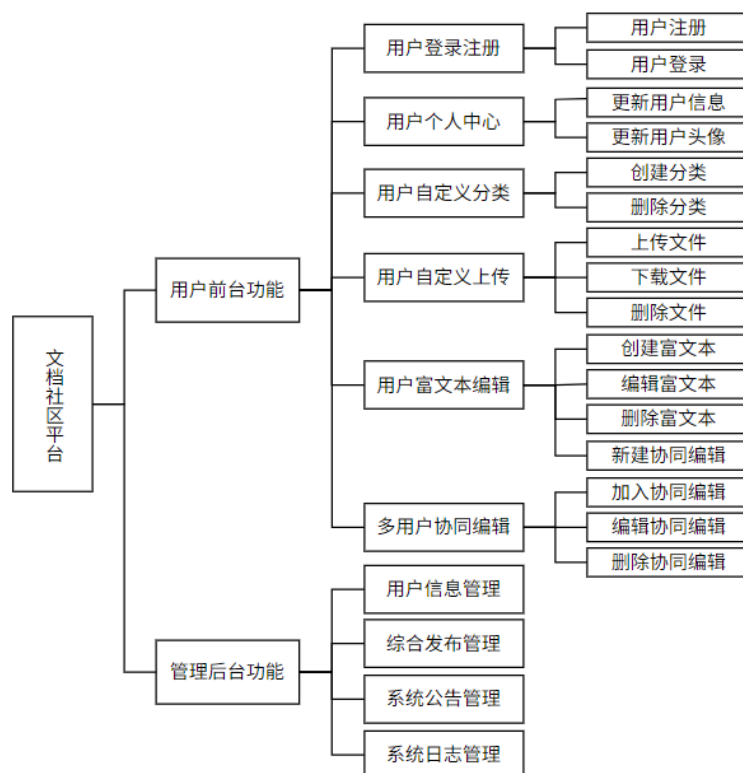 文档社区平台
用户前台功能
用户登录注册
用户注册
用户登录
用户个人中心
更新用户信息
更新用户头像
用户自定义分类
创建分类
删除分类
用户自定义上传
上传文件
下载文件
删除文件
用户富文本编辑
创建富文本
编辑富文本
删除富文本
新建协同编辑
多用户协同编辑
加入协同编辑
编辑协同编辑
删除协同编辑
管理后台功能
用户信息管理
综合发布管理
系统公告管理
系统日志管理